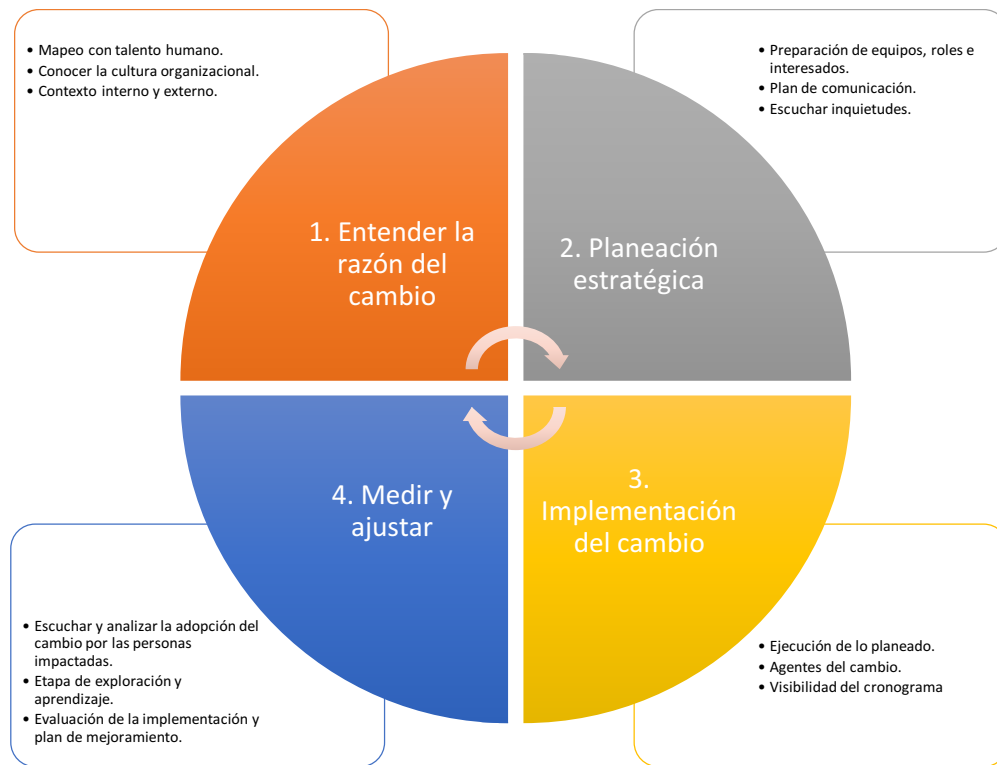 • Mapeo con talento humano.
• Conocer la cultura organizacional.
• Contexto interno y externo.
• Preparación de equipos, roles e
interesados.
• Plan de comunicación.
• Escuchar inquietudes.
1. Entender la
razón del
cambio
2. Planeación
estratégica
4. Medir y
ajustar
3.
Implementación
del cambio
• Escuchar y analizar la adopción del
cambio por las personas
impactadas.
• Etapa de exploración y
aprendizaje.
• Evaluación de la implementación y
plan de mejoramiento.
• Ejecución de lo planeado.
• Agentes del cambio.
• Visibilidad del cronograma